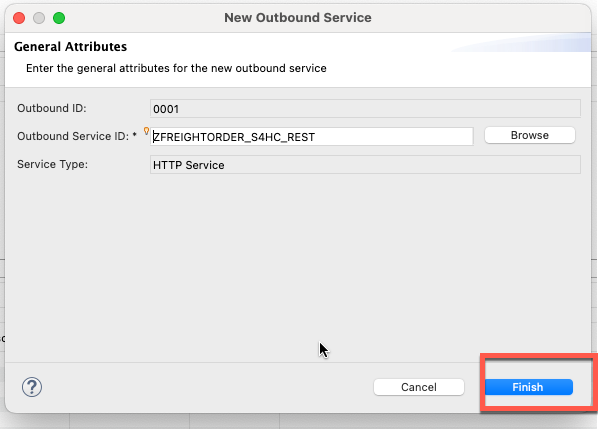 New Outbound Service
General Attributes
Enter the general attributes for the new outbound service
Outbound ID: 0001
Outbound Service ID: * ZFREIGHTORDER_S4HC_REST Browse
Service Type: HTTP Service
? Cancel Finish